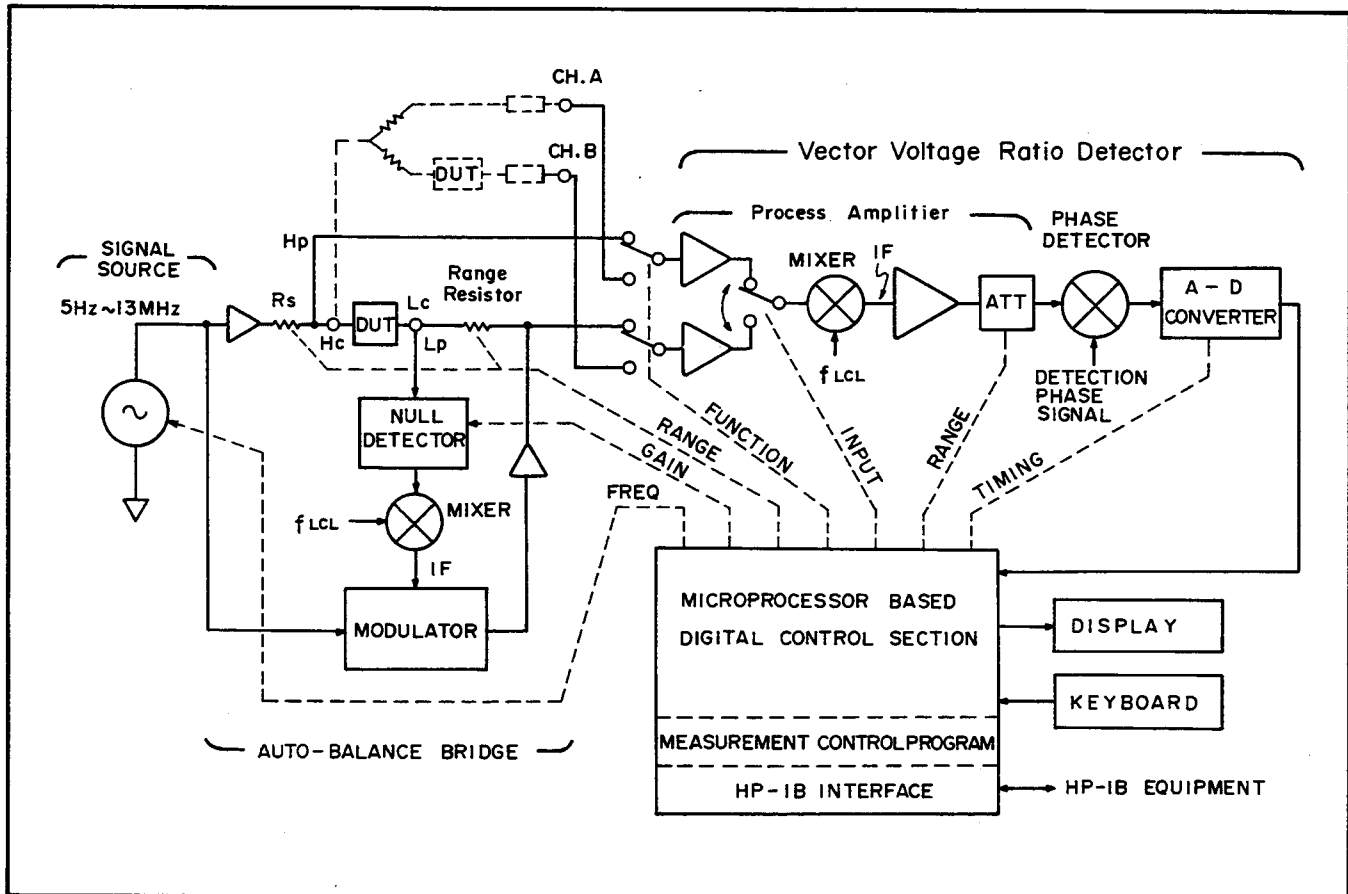 CH.A
CH.B
DUT
Vector Voltage Ratio Detector
Process Amplitier
PHASE
DETECTOR
SIGNAL
SOURCE
5Hz~13MHz
Hp
Rs
Hc
DUT
Lc
Lp
Range
Resistor
MIXER
IF
fLCL
ATT
A-D
CONVERTER
DETECTION
PHASE
SIGNAL
NULL
DETECTOR
fLCL
MIXER
IF
MODULATOR
FREQ
GAIN
RANGE
FUNCTION
INPUT
RANGE
TIMING
AUTO-BALANCE BRIDGE
MICROPROCESSOR BASED
DIGITAL CONTROL SECTION
MEASUREMENT CONTROLPROGRAM
HP-IB INTERFACE
DISPLAY
KEYBOARD
HP-IB EQUIPMENT